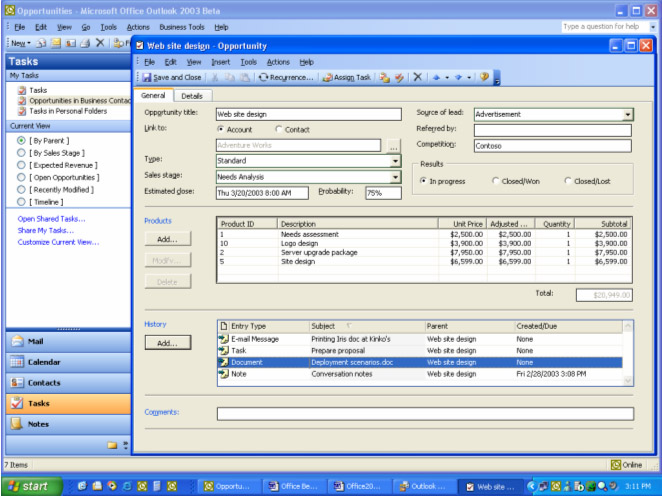 Opportunities - Microsoft Office Outlook 2003 Beta
File Edit View Go Tools Actions Business Tools Help
Type a question for help
New
Web site design - Opportunity
Tasks
File Edit View Insert Tools Actions Help
My Tasks
Save and Close Recurrence... Assign Task
Tasks
Opportunities in Business Contac
Tasks in Personal Folders
General Details
Current View
Opportunity title: Web site design
Source of lead: Advertisement
Link to: Account Contact
Referred by:
Adventure Works ...
Competition: Contoso
[ By Parent ]
[ By Sales Stage ]
[ Expected Revenue ]
[ Open Opportunities ]
[ Recently Modified ]
[ Timeline ]
Type: Standard
Results
Sales stage: Needs Analysis
In progress Closed/Won Closed/Lost
Estimated close: Thu 3/20/2003 8:00 AM Probability: 75%
Open Shared Tasks...
Share My Tasks...
Customize Current View...
Products
Add...
Modify...
Delete
Product ID Description Unit Price Adjusted ... Quantity Subtotal
1 Needs assessment $2,500.00 $2,500.00 1 $2,500.00
10 Logo design $3,900.00 $3,900.00 1 $3,900.00
2 Server upgrade package $7,950.00 $7,950.00 1 $7,950.00
5 Site design $6,599.00 $6,599.00 1 $6,599.00
Total: $20,949.00
History
Add...
Entry Type Subject Parent Created/Due
E-mail Message Printing Iris doc at Kinko's Web site design None
Task Prepare proposal Web site design None
Document Deployment scenarios.doc Web site design None
Note Conversation notes Web site design Fri 2/28/2003 3:08 PM
Comments:
Mail
Calendar
Contacts
Tasks
Notes
7 Items
Online
start
Opportu...
Office Be...
Office20...
Outlook ...
Web site ...
3:11 PM